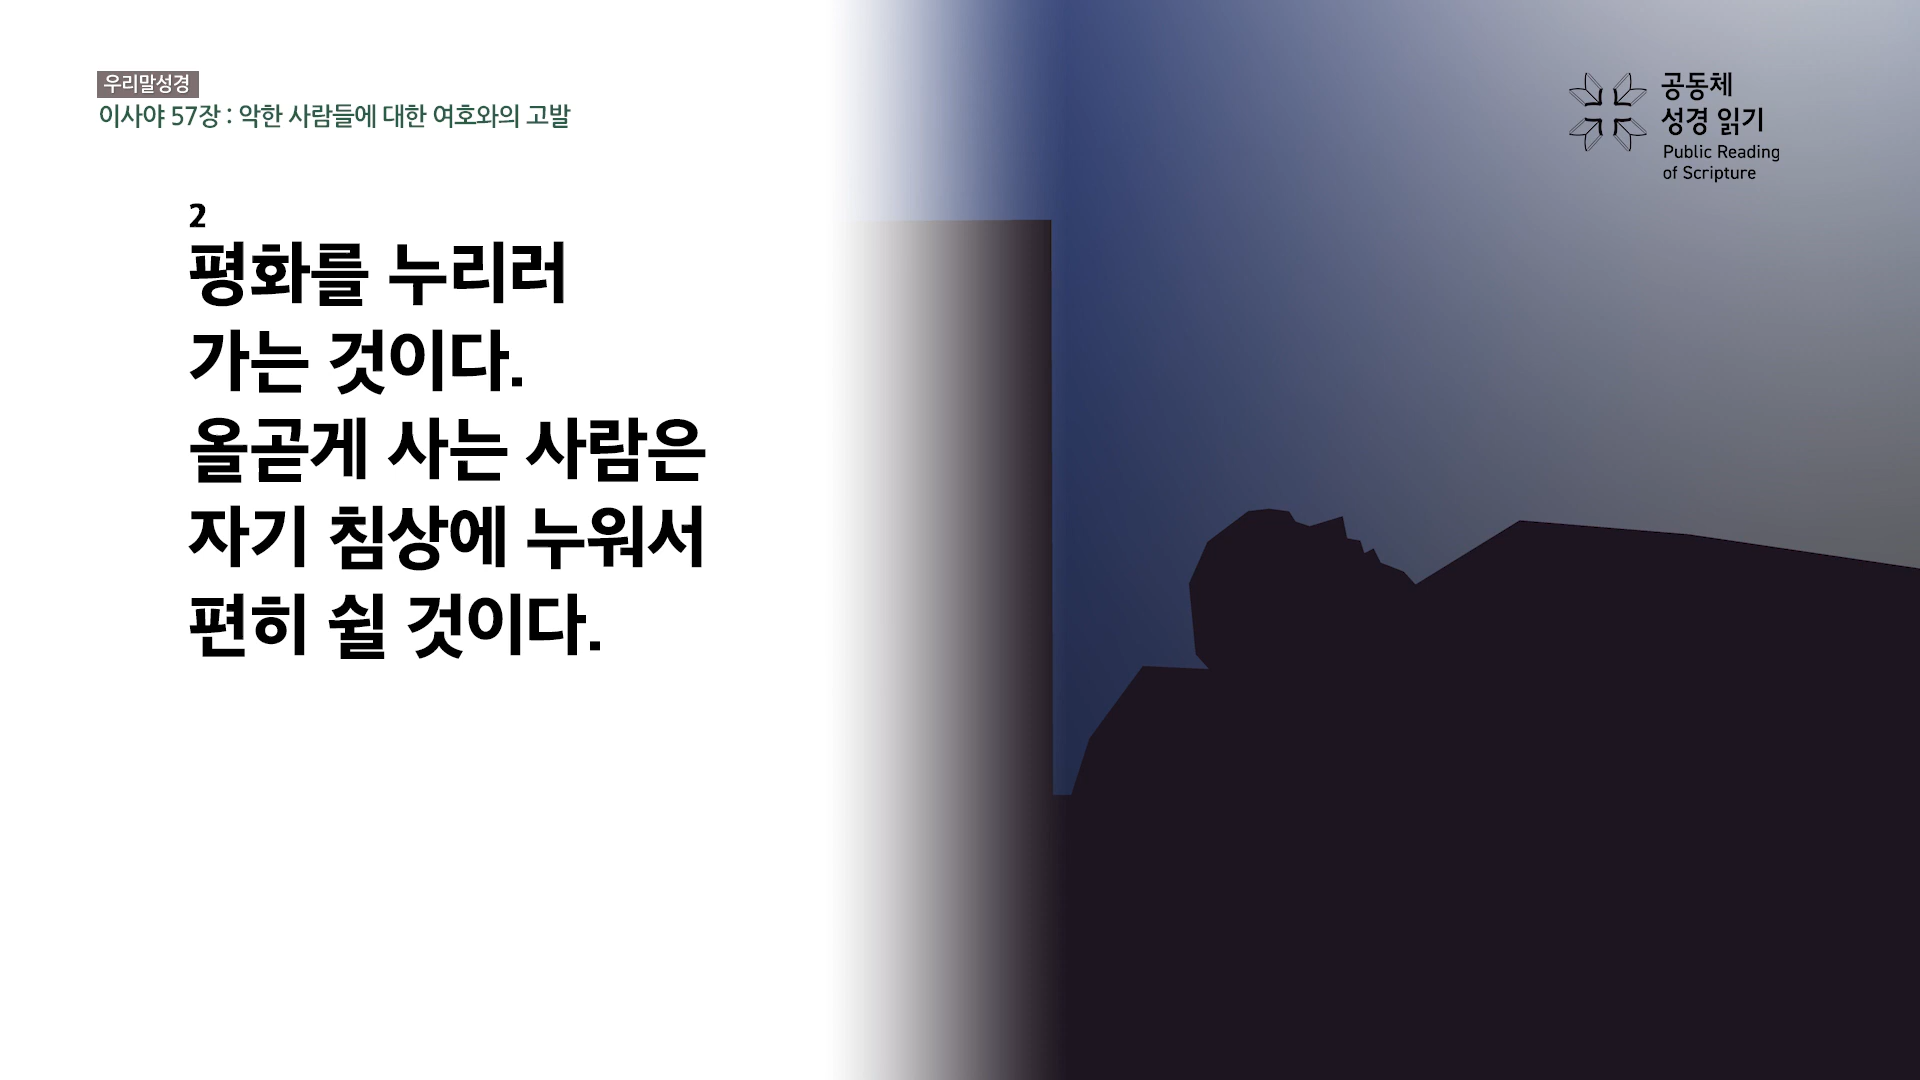 우리말성경
이사야 57장 : 악한 사람들에 대한 여호와의 고발
공동체
성경 읽기
Public Reading
of Scripture
2
평화를 누리러
가는 것이다.
올곧게 사는 사람은
자기 침상에 누워서
편히 쉴 것이다.